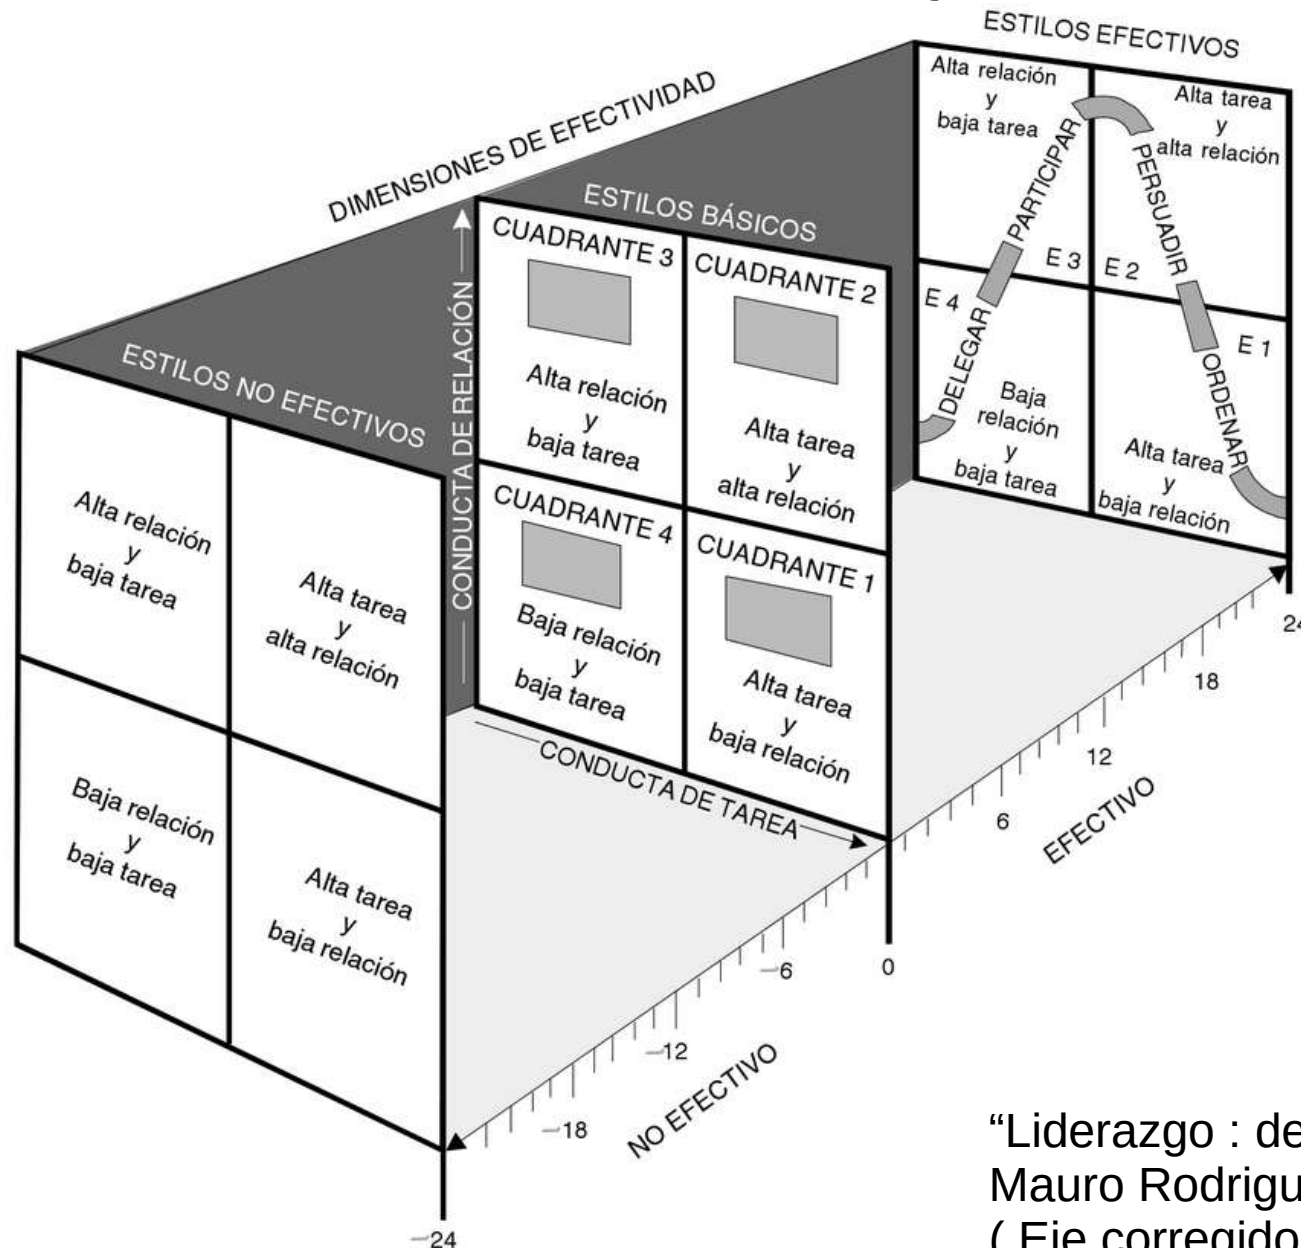 ESTILOS EFECTIVOS
Alta relación
y
baja tarea
Alta tarea
y
alta relación
PARTICIPAR
PERSUADIR
E 3
E 2
E 4
E 1
DELEGAR
ORDENAR
Baja
relación
y
baja tarea
Alta tarea
y
baja relación
DIMENSIONES DE EFECTIVIDAD
ESTILOS BÁSICOS
CUADRANTE 3
Alta relación
y
baja tarea
CUADRANTE 2
Alta tarea
y
alta relación
CONDUCTA DE RELACIÓN
CUADRANTE 4
Baja relación
y
baja tarea
CUADRANTE 1
Alta tarea
y
baja relación
CONDUCTA DE TAREA
ESTILOS NO EFECTIVOS
Alta relación
y
baja tarea
Alta tarea
y
alta relación
Baja relación
y
baja tarea
Alta tarea
y
baja relación
24
18
12
6
EFECTIVO
0
–6
–12
–18
–24
NO EFECTIVO
“Liderazgo : de
Mauro Rodrigu
( Eje corregido